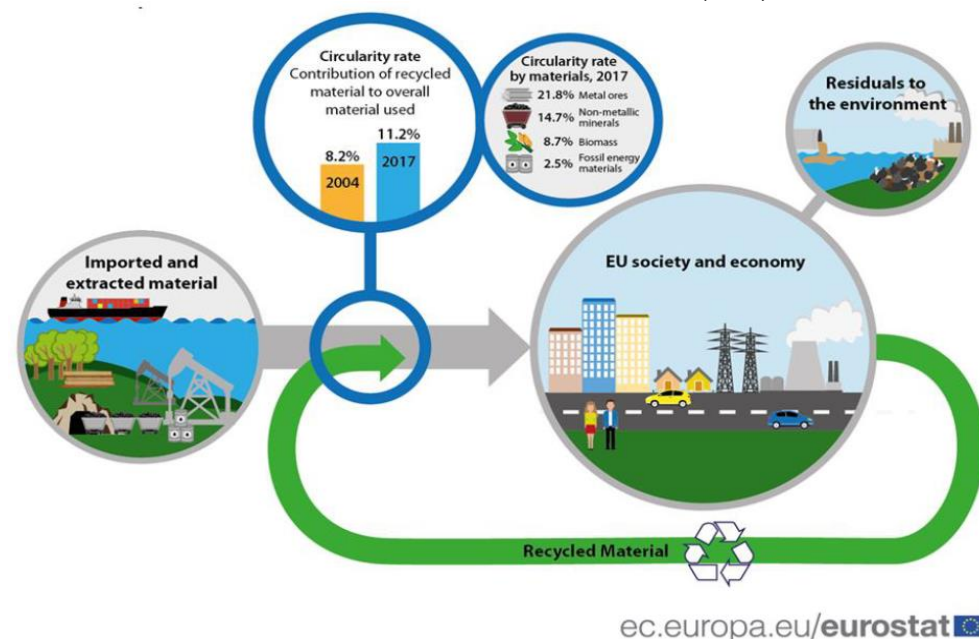 Circularity rate
Contribution of recycled
material to overall
material used
8.2%
2004
11.2%
2017
Circularity rate
by materials, 2017
21.8% Metal ores
14.7% Non-metallic
minerals
8.7% Biomass
2.5% Fossil energy
materials
Residuals to
the environment
Imported and
extracted material
EU society and economy
Recycled Material
ec.europa.eu/eurostat